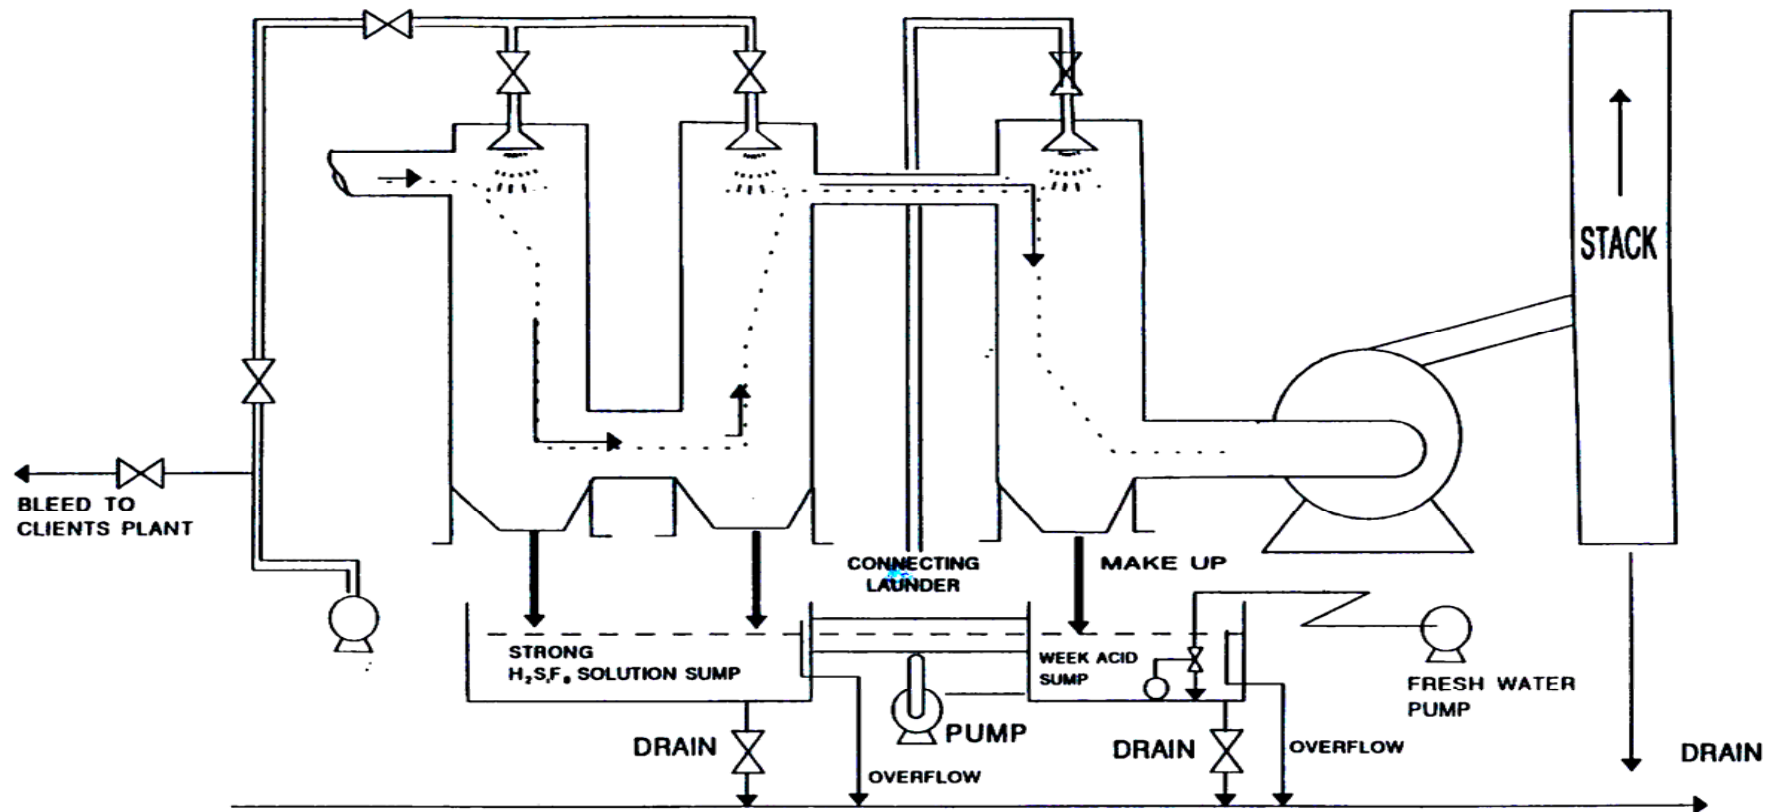 STACK
BLEED TO
CLIENTS PLANT
CONNECTING
LAUNDER
MAKE UP
STRONG
H₂SᵢF₆ SOLUTION SUMP
WEEK ACID
SUMP
FRESH WATER
PUMP
DRAIN
PUMP
DRAIN
OVERFLOW
DRAIN
OVERFLOW